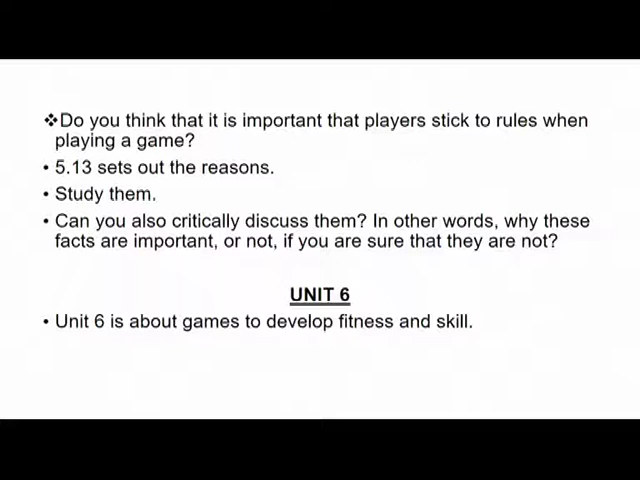 ❖Do you think that it is important that players stick to rules when
playing a game?
• 5.13 sets out the reasons.
• Study them.
• Can you also critically discuss them? In other words, why these
facts are important, or not, if you are sure that they are not?
UNIT 6
• Unit 6 is about games to develop fitness and skill.